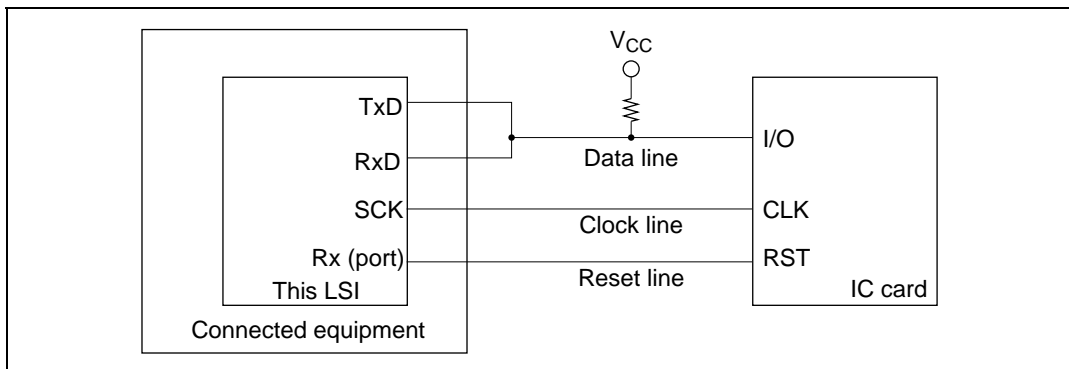 VCC
TxD
RxD
SCK
Rx (port)
This LSI
Connected equipment
Data line
Clock line
Reset line
I/O
CLK
RST
IC card